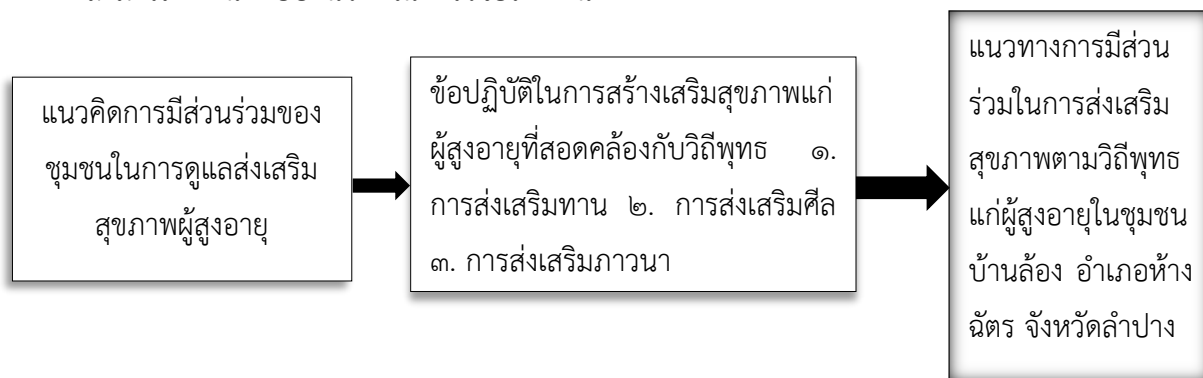 แนวคิดการมีส่วนร่วมของ
ชุมชนในการดูแลส่งเสริม
สุขภาพผู้สูงอายุ
ข้อปฏิบัติในการสร้างเสริมสุขภาพแก่
ผู้สูงอายุที่สอดคล้องกับวิถีพุทธ ๑.
การส่งเสริมทาน ๒. การส่งเสริมศีล
๓. การส่งเสริมภาวนา
แนวทางการมีส่วน
ร่วมในการส่งเสริม
สุขภาพตามวิถีพุทธ
แก่ผู้สูงอายุในชุมชน
บ้านล้อง อำเภอห้าง
ฉัตร จังหวัดลำปาง